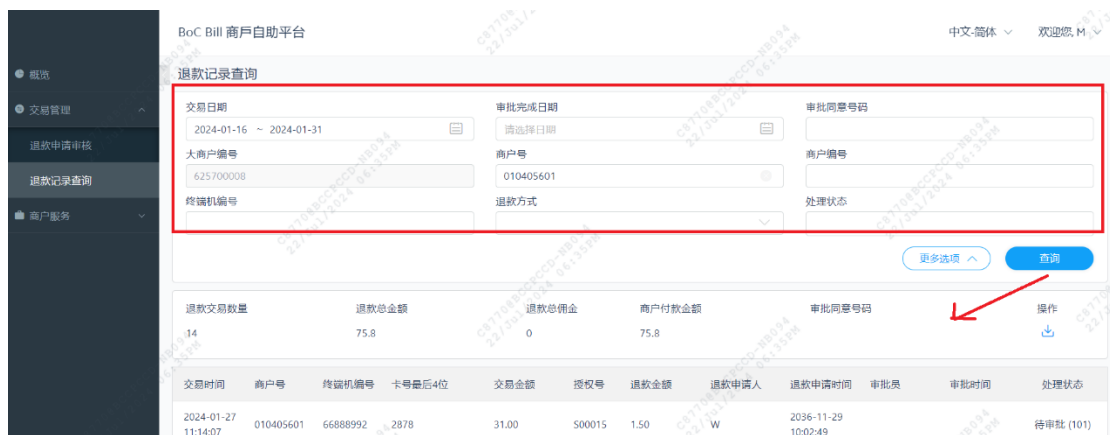 BoC Bill 商戶自助平台
中文-简体
欢迎您, M
概览
交易管理
退款申请审核
退款记录查询
商户服务
退款记录查询
交易日期
审批完成日期
审批同意号码
2024-01-16 ~ 2024-01-31
请选择日期
大商户编号
商户号
商户编号
625700008
010405601
终端机编号
退款方式
处理状态
更多选项
查询
退款交易数量
退款总金额
退款总佣金
商户付款金额
审批同意号码
操作
14
75.8
0
75.8
交易时间 商户号 终端机编号 卡号最后4位 交易金额 授权号 退款金额 退款申请人 退款申请时间 审批员 审批时间 处理状态
2024-01-27 11:14:07 010405601 66888992 2878 31.00 S00015 1.50 W 2036-11-29 10:02:49 待审批 (101)